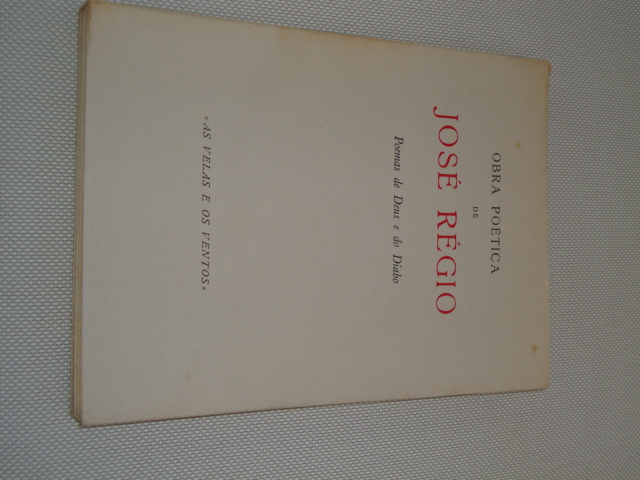 OBRA POÉTICA
DE
JOSÉ RÉGIO
Poemas de Deus e do Diabo
«AS VELAS E OS VENTOS»